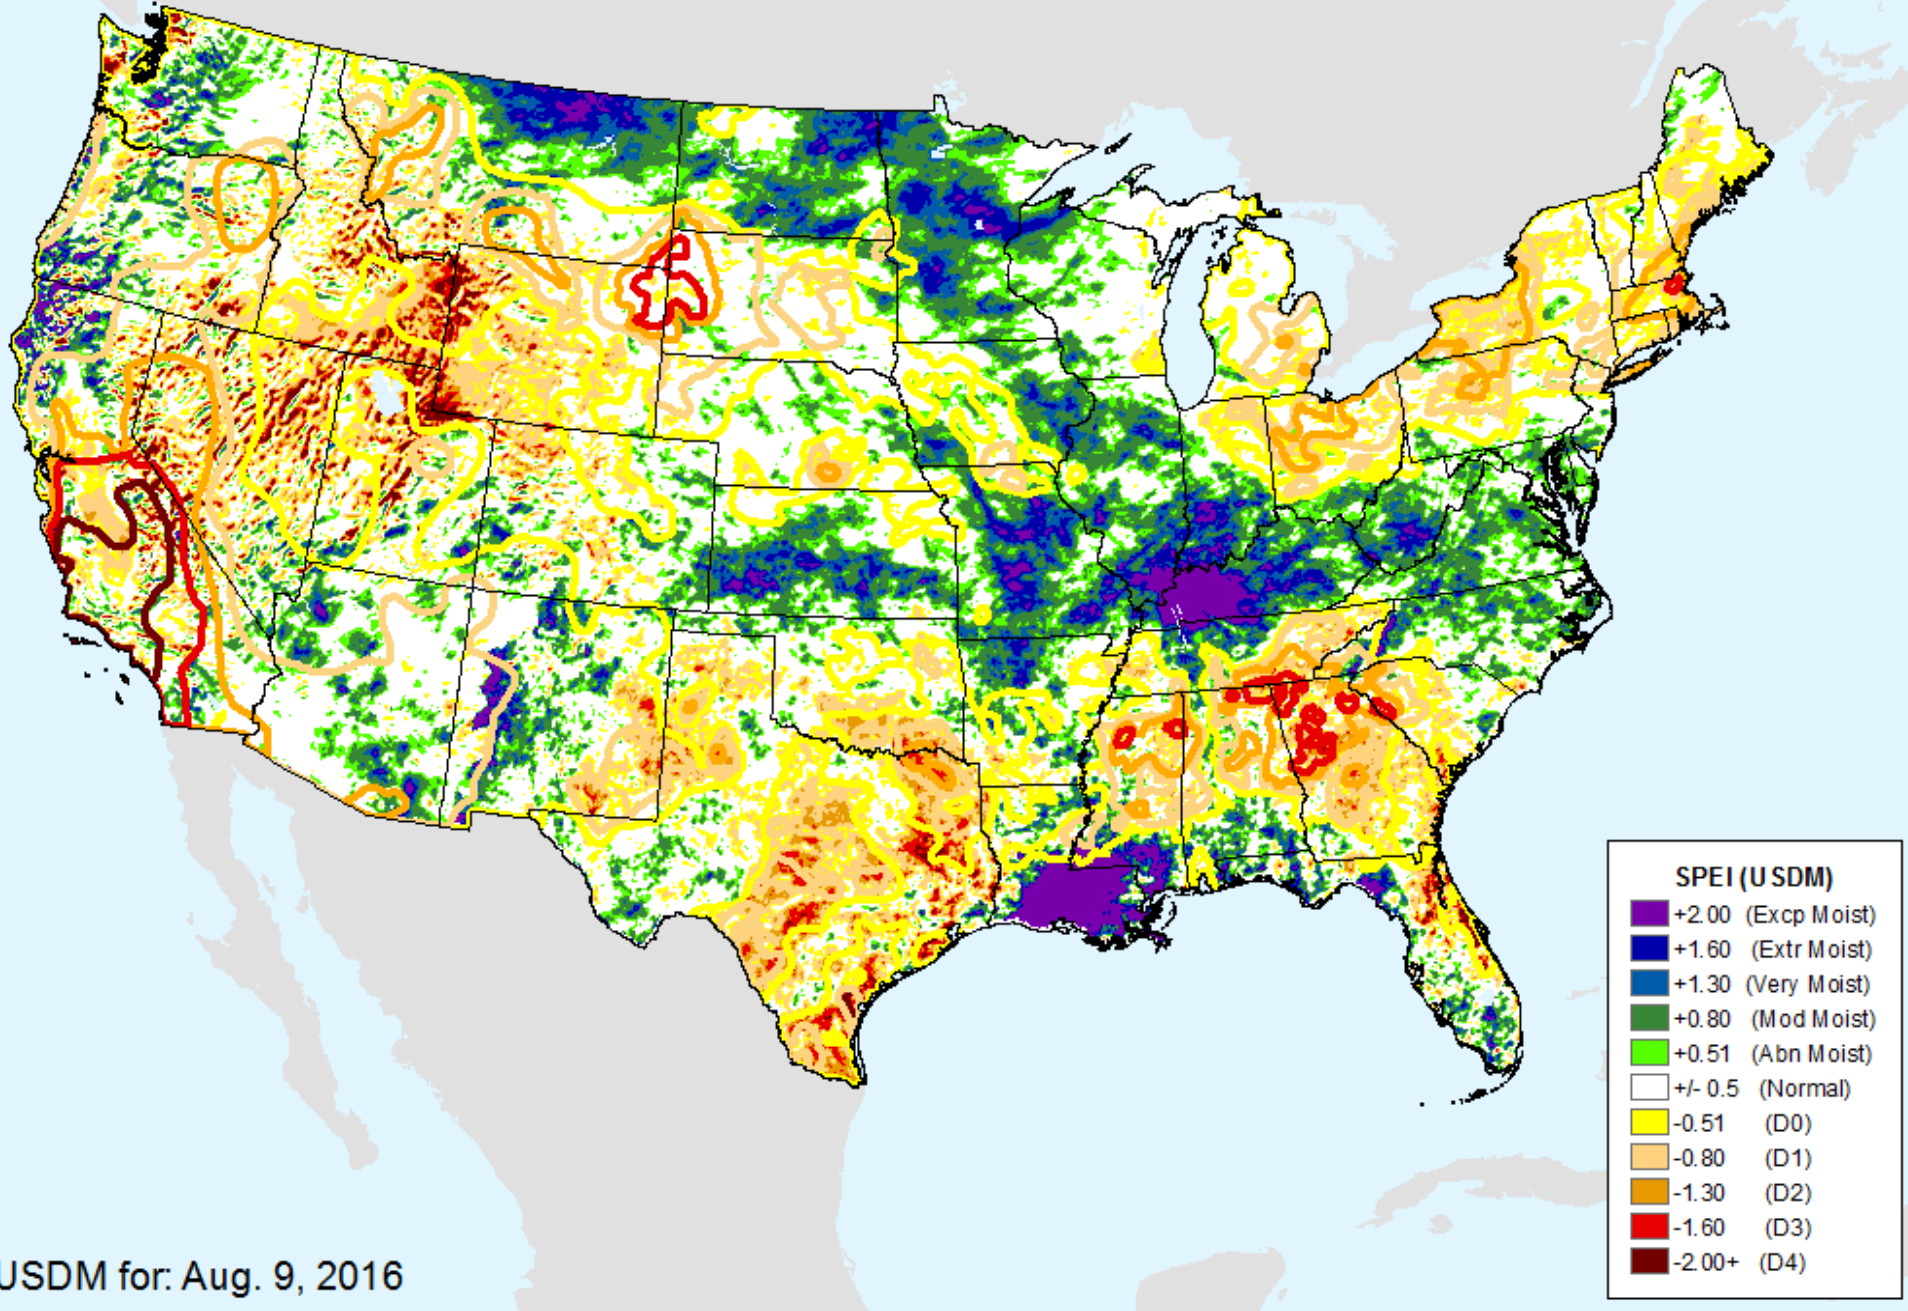 SPEI (USDM)
+2.00 (Excp Moist)
+1.60 (Extr Moist)
+1.30 (Very Moist)
+0.80 (Mod Moist)
+0.51 (Abn Moist)
+/- 0.5 (Normal)
-0.51 (D0)
-0.80 (D1)
-1.30 (D2)
-1.60 (D3)
-2.00+ (D4)
USDM for: Aug. 9, 2016